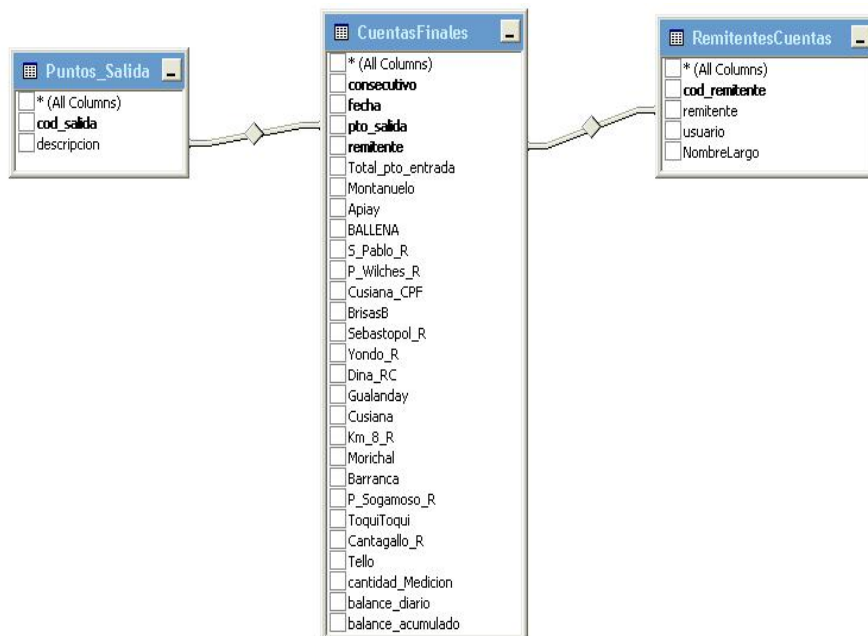 Puntos_Salida
* (All Columns)
cod_salida
descripcion
CuentasFinales
* (All Columns)
consecutivo
fecha
pto_salida
remitente
Total_pto_entrada
Montanuelo
Apiay
BALLENA
S_Pablo_R
P_Wilches_R
Cusiana_CPF
BrisasB
Sebastopol_R
Yondo_R
Dina_RC
Gualanday
Cusiana
Km_8_R
Morichal
Barranca
P_Sogamoso_R
ToquiToqui
Cantagallo_R
Tello
cantidad_Medicion
balance_diario
balance_acumulado
RemitentesCuentas
* (All Columns)
cod_remitente
remitente
usuario
NombreLargo